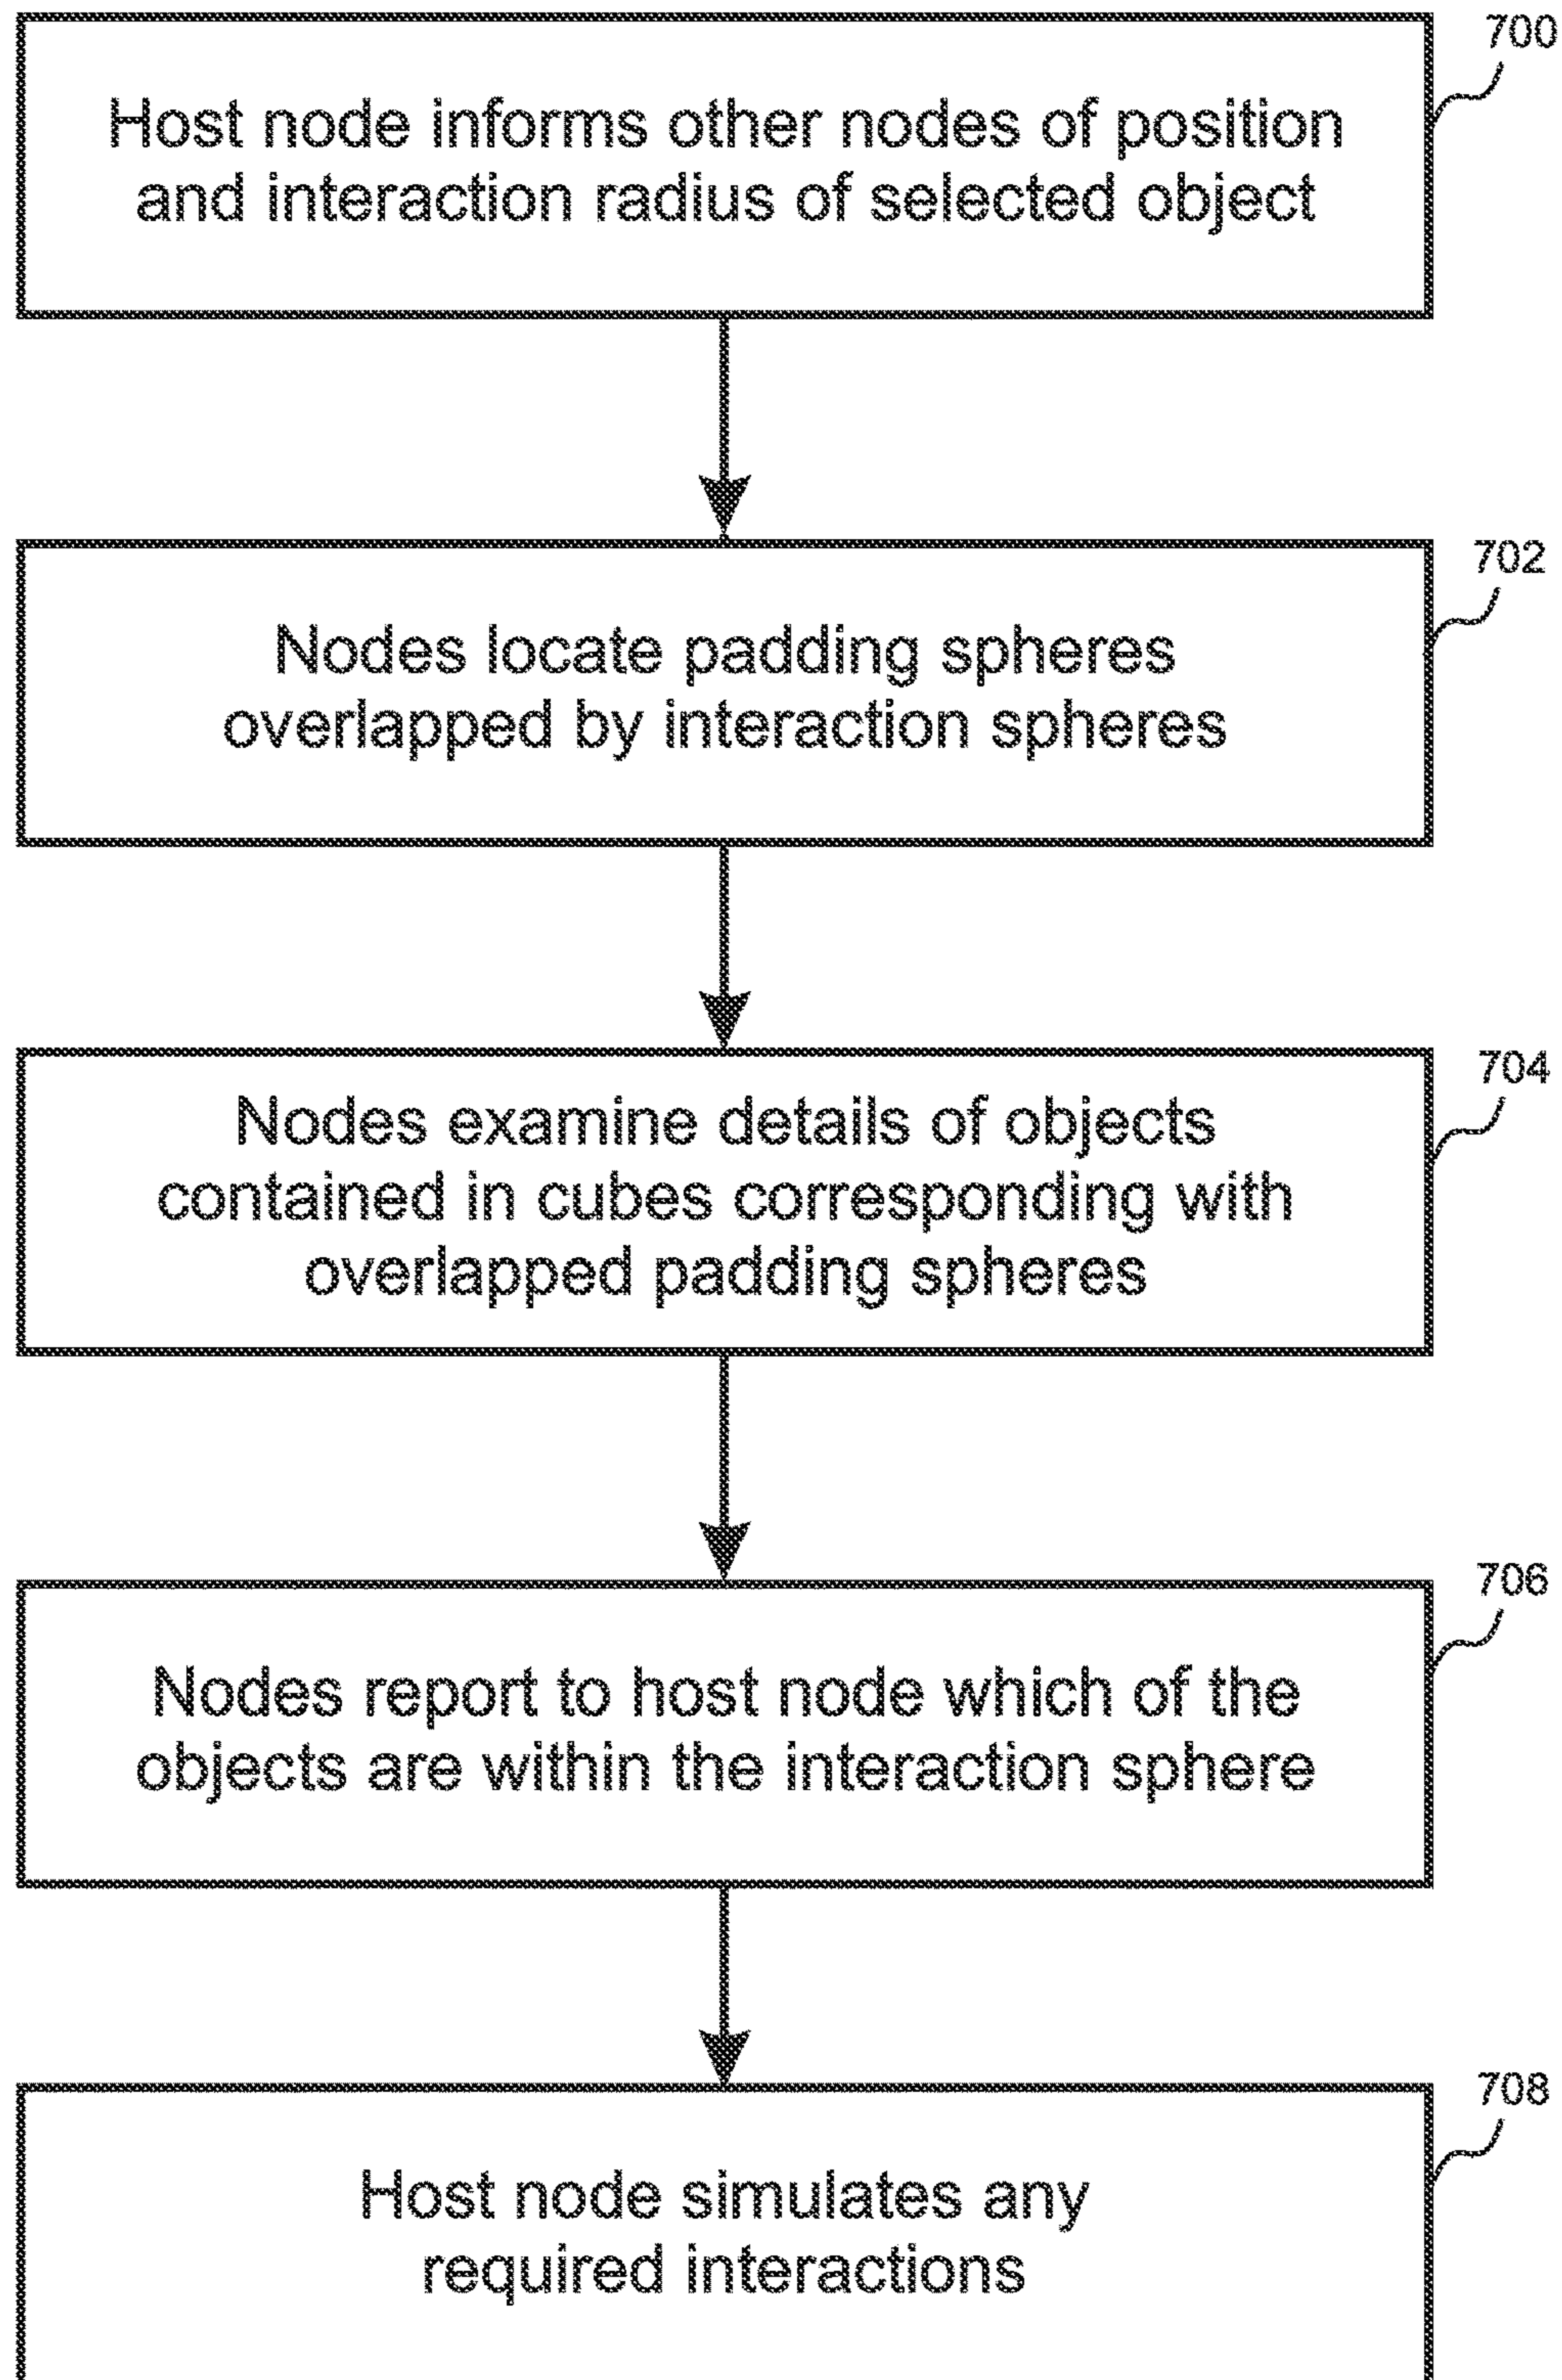 700
Host node informs other nodes of position
and interaction radius of selected object
702
Nodes locate padding spheres
overlapped by interaction spheres
704
Nodes examine details of objects
contained in cubes corresponding with
overlapped padding spheres
706
Nodes report to host node which of the
objects are within the interaction sphere
708
Host node simulates any
required interactions